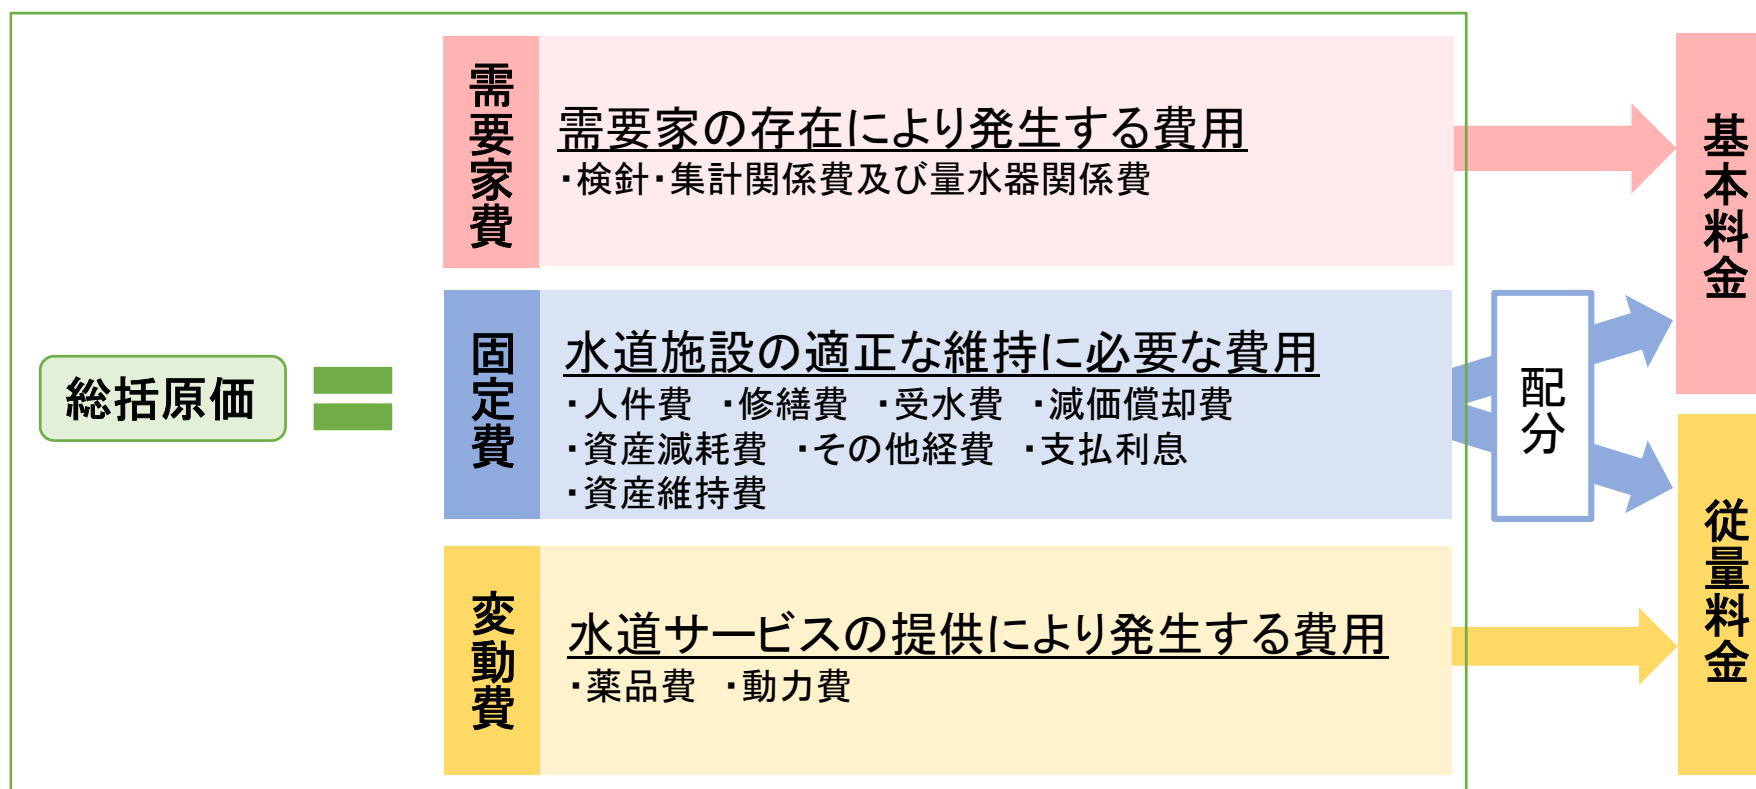 総括原価
需要家費
需要家の存在により発生する費用
・検針・集計関係費及び量水器関係費
固定費
水道施設の適正な維持に必要な費用
・人件費　・修繕費　・受水費　・減価償却費
・資産減耗費　・その他経費　・支払利息
・資産維持費
変動費
水道サービスの提供により発生する費用
・薬品費　・動力費
配分
基本料金
従量料金